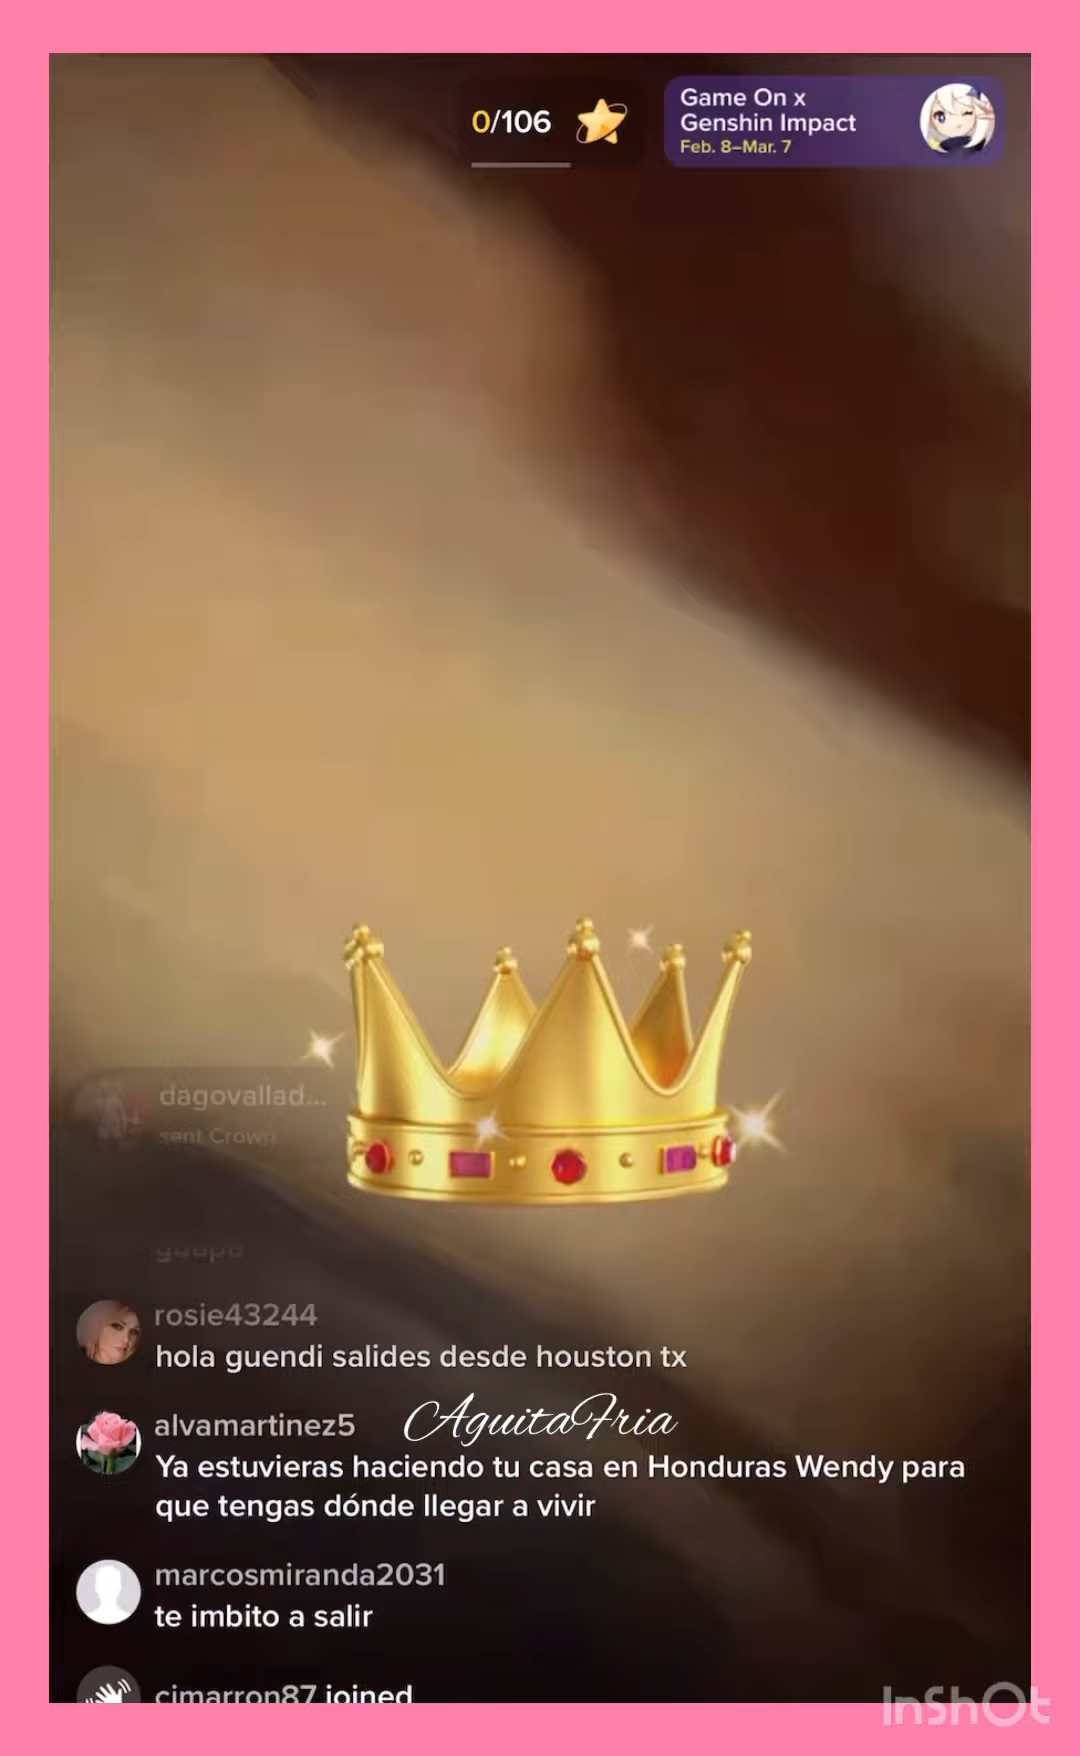 0/106
Game On x
Genshin Impact
Feb. 8–Mar. 7
dagovallad...
sent Crown
guapo
rosie43244
hola guendi salides desde houston tx
alvamartinez5
AguitaFria
Ya estuvieras haciendo tu casa en Honduras Wendy para
que tengas dónde llegar a vivir
marcosmiranda2031
te imbito a salir
cimarron87 joined
InShOt